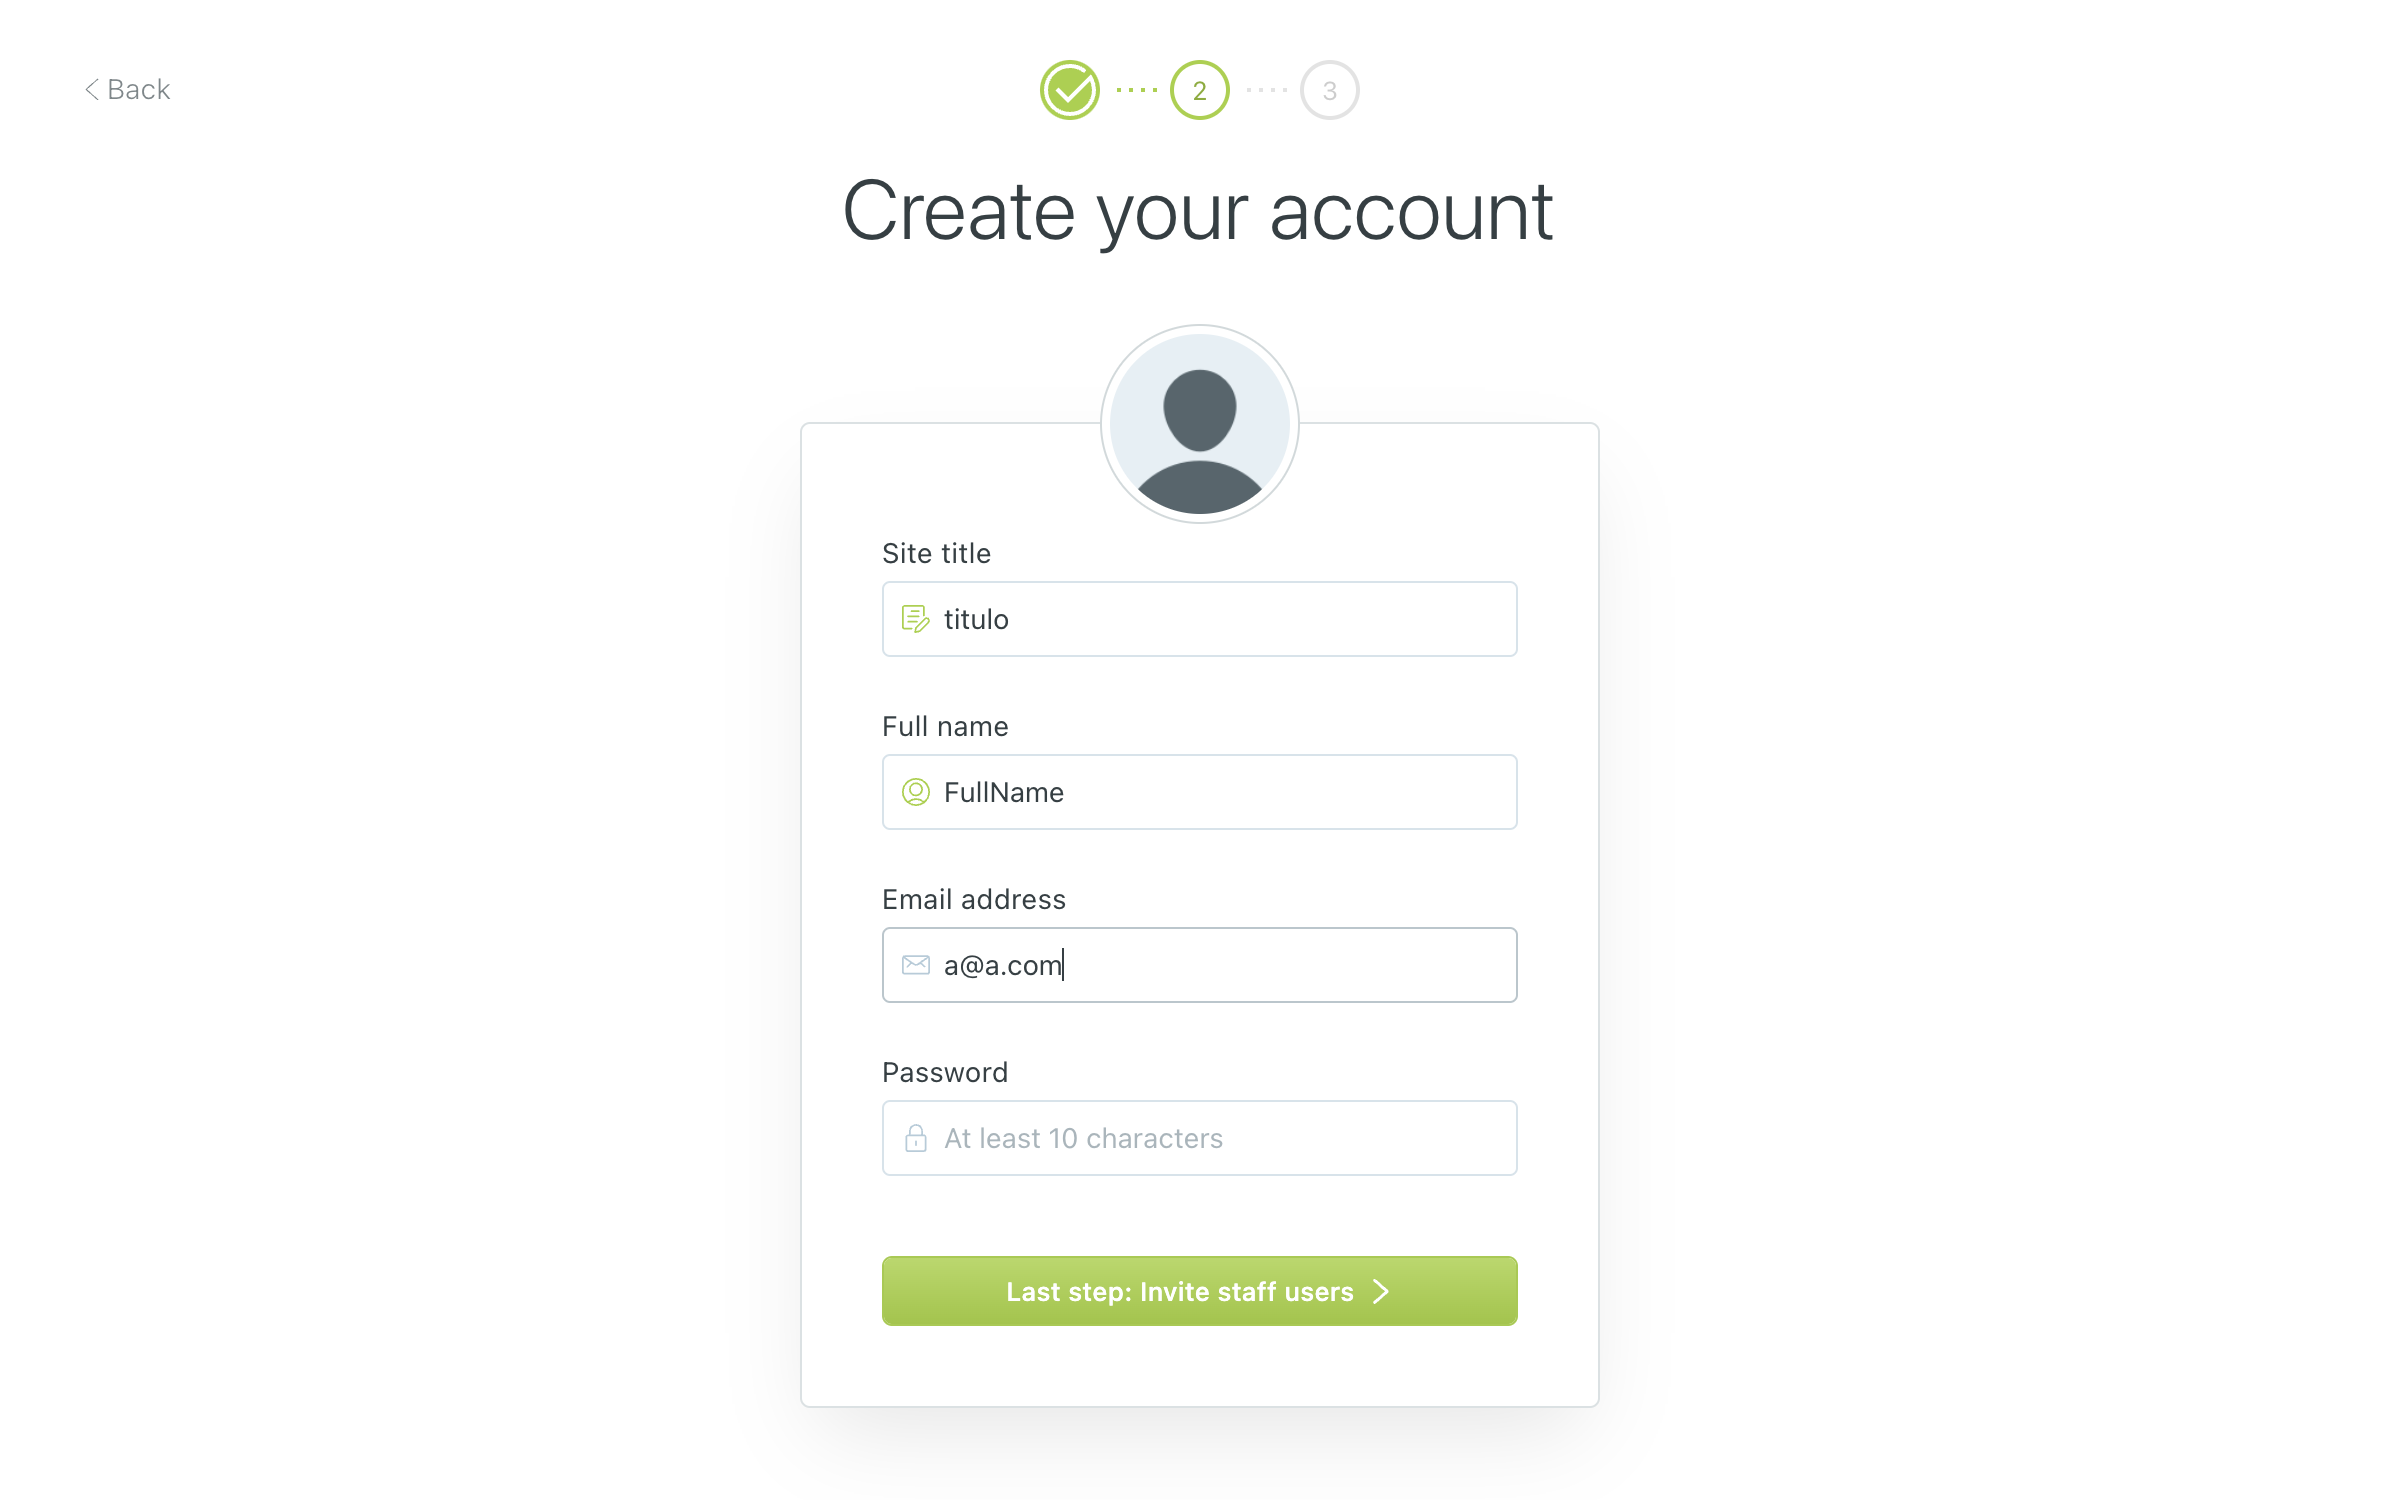 Back
2
3
Create your account
Site title
titulo
Full name
FullName
Email address
a@a.com
Password
At least 10 characters
Last step: Invite staff users